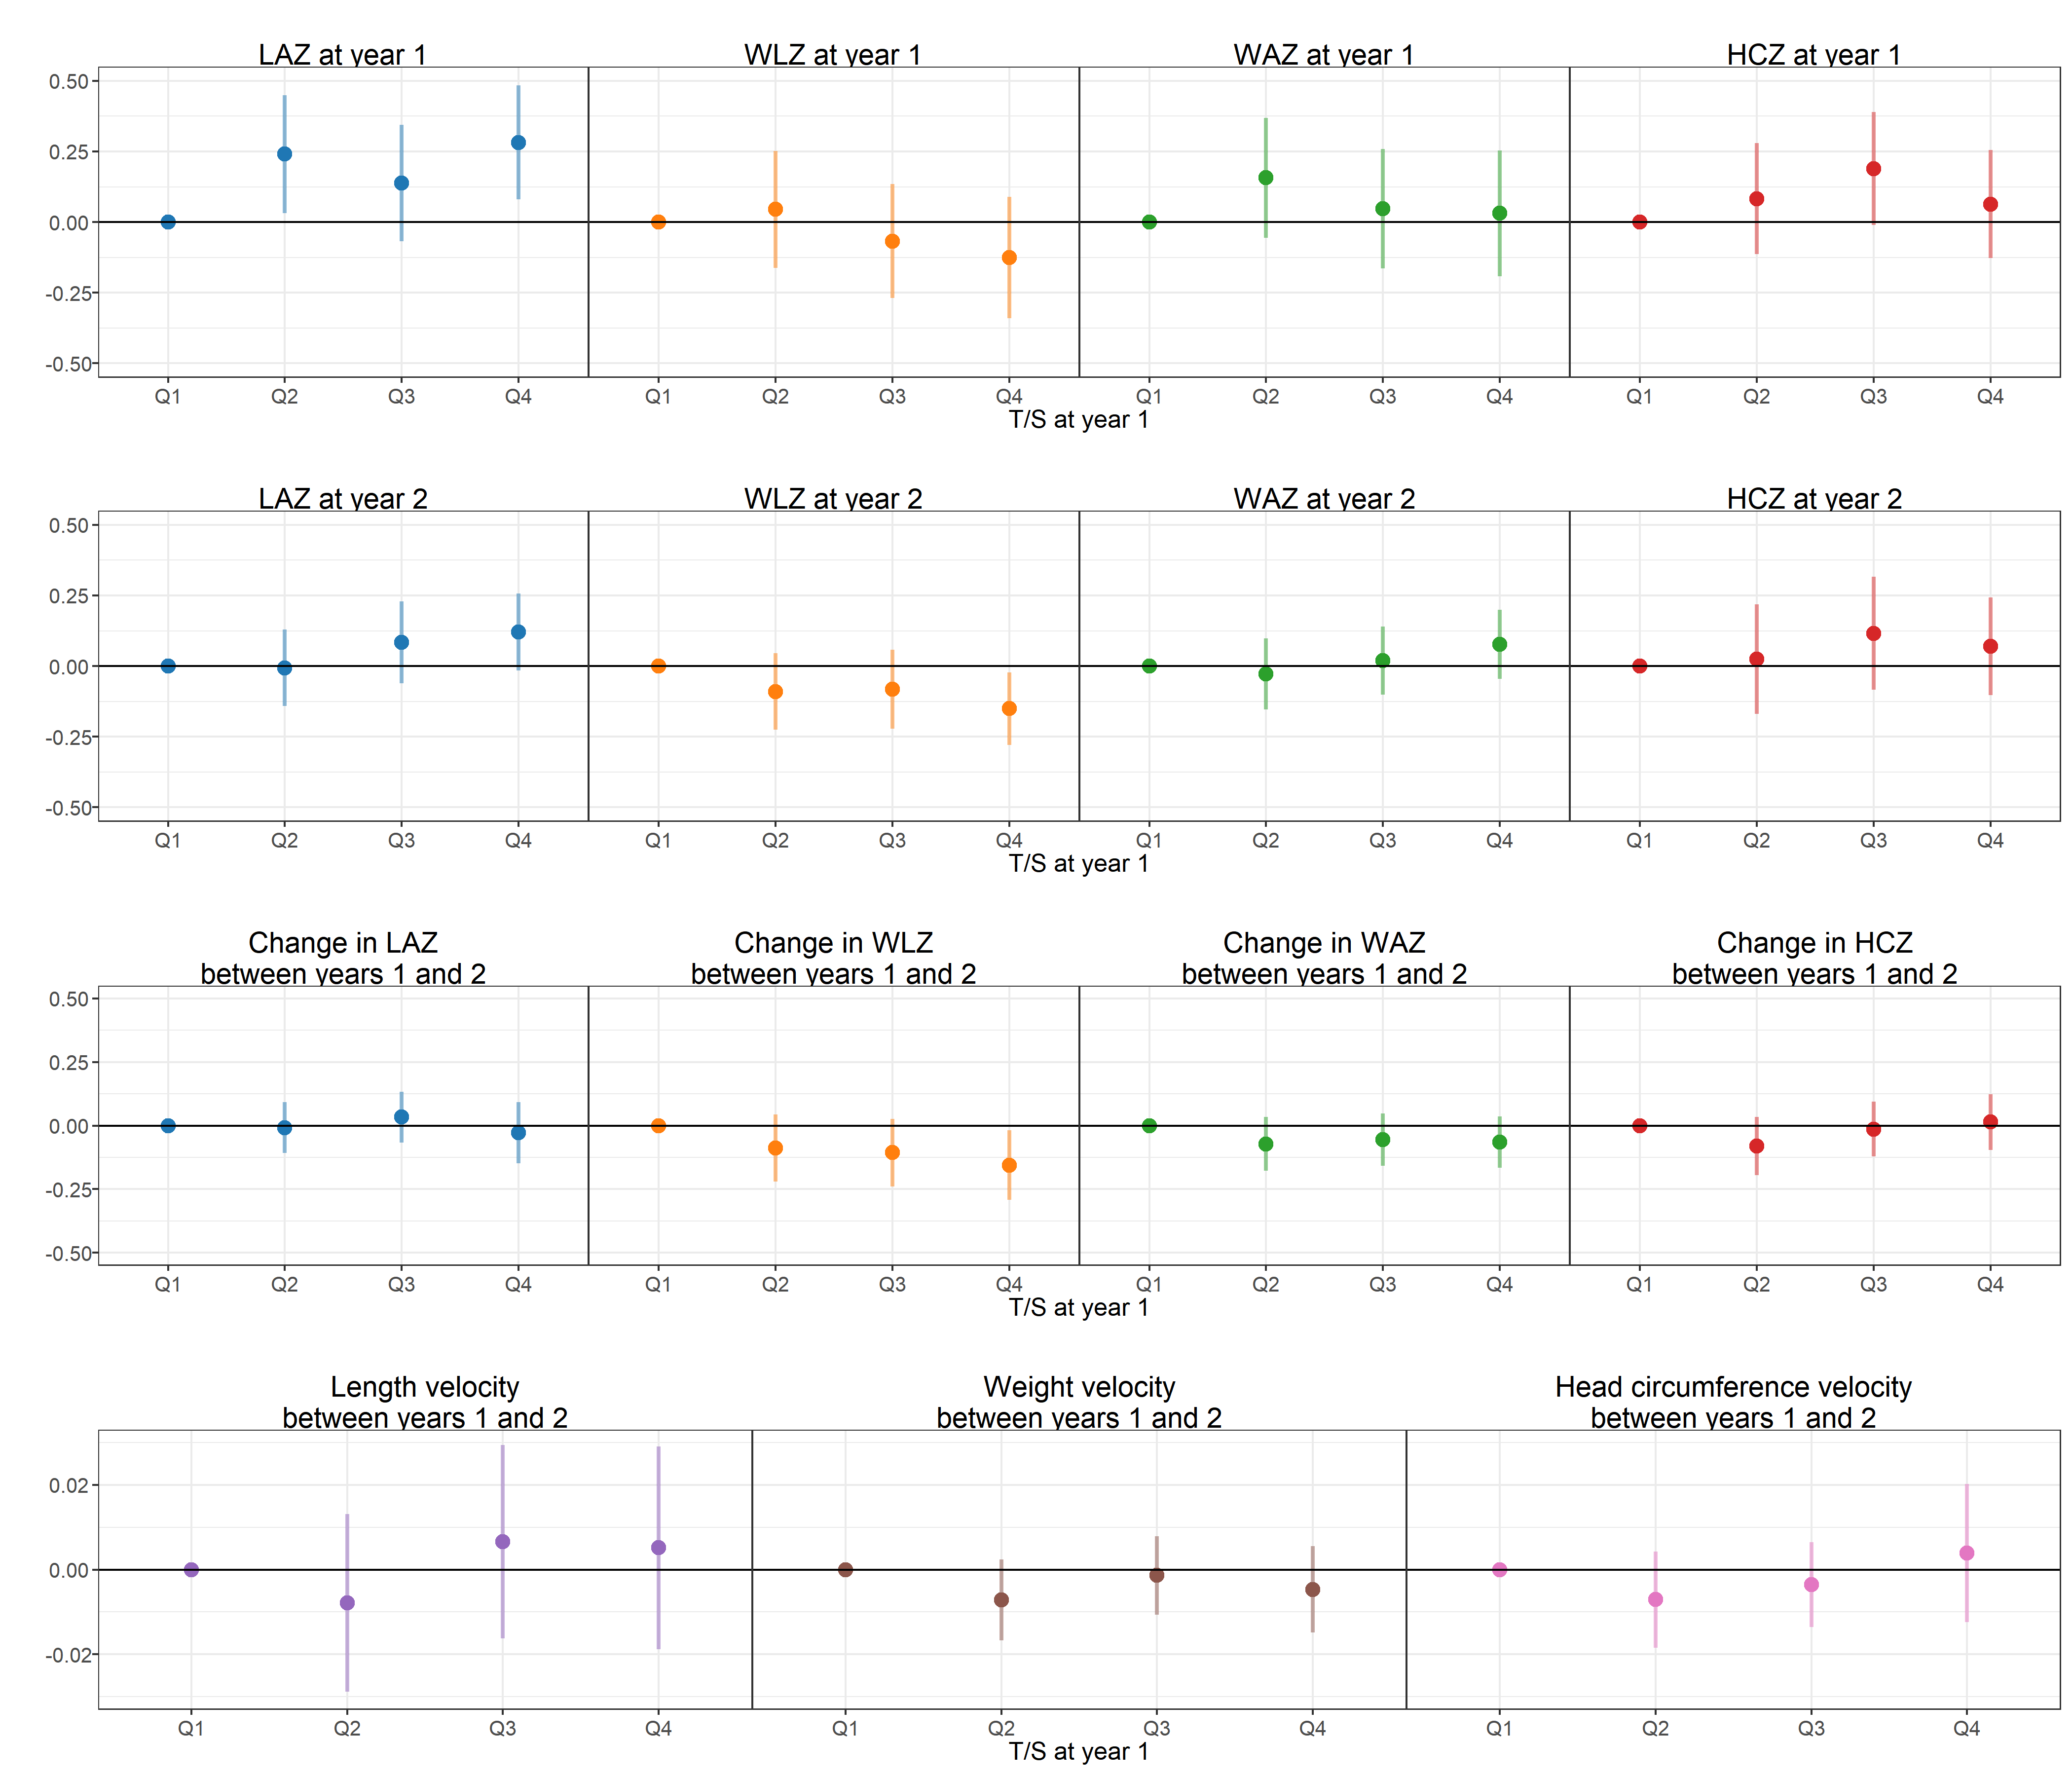 LAZ at year 1 WLZ at year 1 WAZ at year 1 HCZ at year 1
0.50
0.25
0.00
-0.25
-0.50
Q1 Q2 Q3 Q4 Q1 Q2 Q3 Q4 Q1 Q2 Q3 Q4 Q1 Q2 Q3 Q4
T/S at year 1
LAZ at year 2 WLZ at year 2 WAZ at year 2 HCZ at year 2
0.50
0.25
0.00
-0.25
-0.50
Q1 Q2 Q3 Q4 Q1 Q2 Q3 Q4 Q1 Q2 Q3 Q4 Q1 Q2 Q3 Q4
T/S at year 1
Change in LAZ Change in WLZ Change in WAZ Change in HCZ
between years 1 and 2 between years 1 and 2 between years 1 and 2 between years 1 and 2
0.50
0.25
0.00
-0.25
-0.50
Q1 Q2 Q3 Q4 Q1 Q2 Q3 Q4 Q1 Q2 Q3 Q4 Q1 Q2 Q3 Q4
T/S at year 1
Length velocity Weight velocity Head circumference velocity
between years 1 and 2 between years 1 and 2 between years 1 and 2
0.02
0.00
-0.02
Q1 Q2 Q3 Q4 Q1 Q2 Q3 Q4 Q1 Q2 Q3 Q4
T/S at year 1